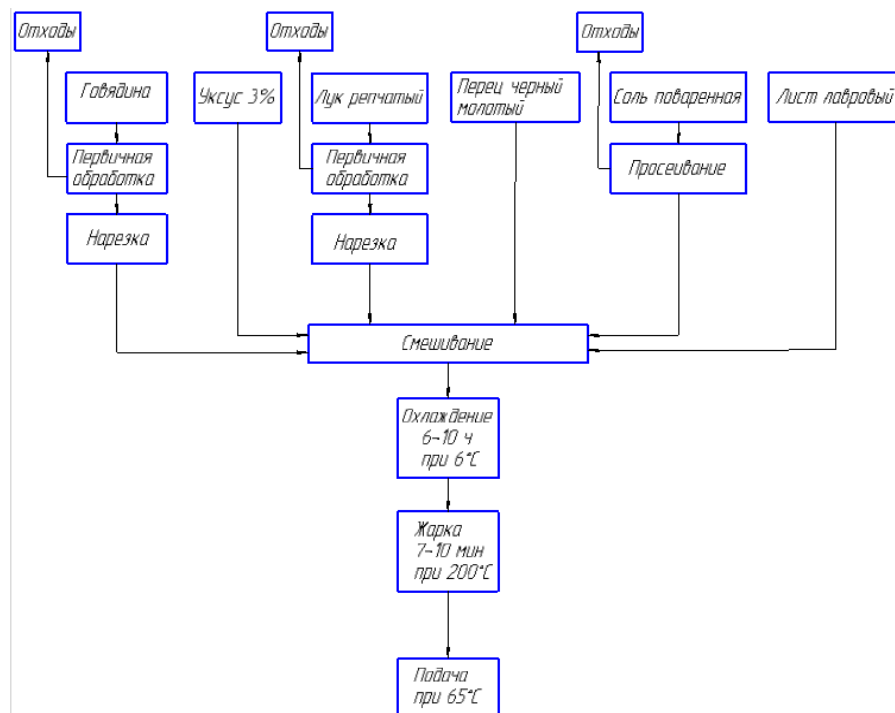 Отходы
Отходы
Отходы
Говядина
Уксус 3%
Лук репчатый
Перец черный
молотый
Соль поваренная
Лист лавровый
Первичная
обработка
Первичная
обработка
Просеивание
Нарезка
Нарезка
Смешивание
Охлаждение
6-10 ч
при 6°С
Жарка
7-10 мин
при 200°С
Подача
при 65°С